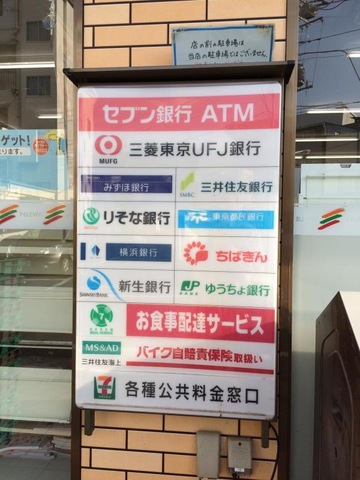 店の前の駐車場は
当店の駐車場ではございません。
セブン銀行 ATM
MUFG
三菱東京UFJ銀行
みずほ銀行
SMBC
三井住友銀行
りそな銀行
東京都民銀行
横浜銀行
ちばぎん
SHINSEI BANK
新生銀行
JP
BANK
ゆうちょ銀行
お食事配達サービス
MS&AD
三井住友海上
バイク自賠責保険取扱い
各種公共料金窓口
ケット!